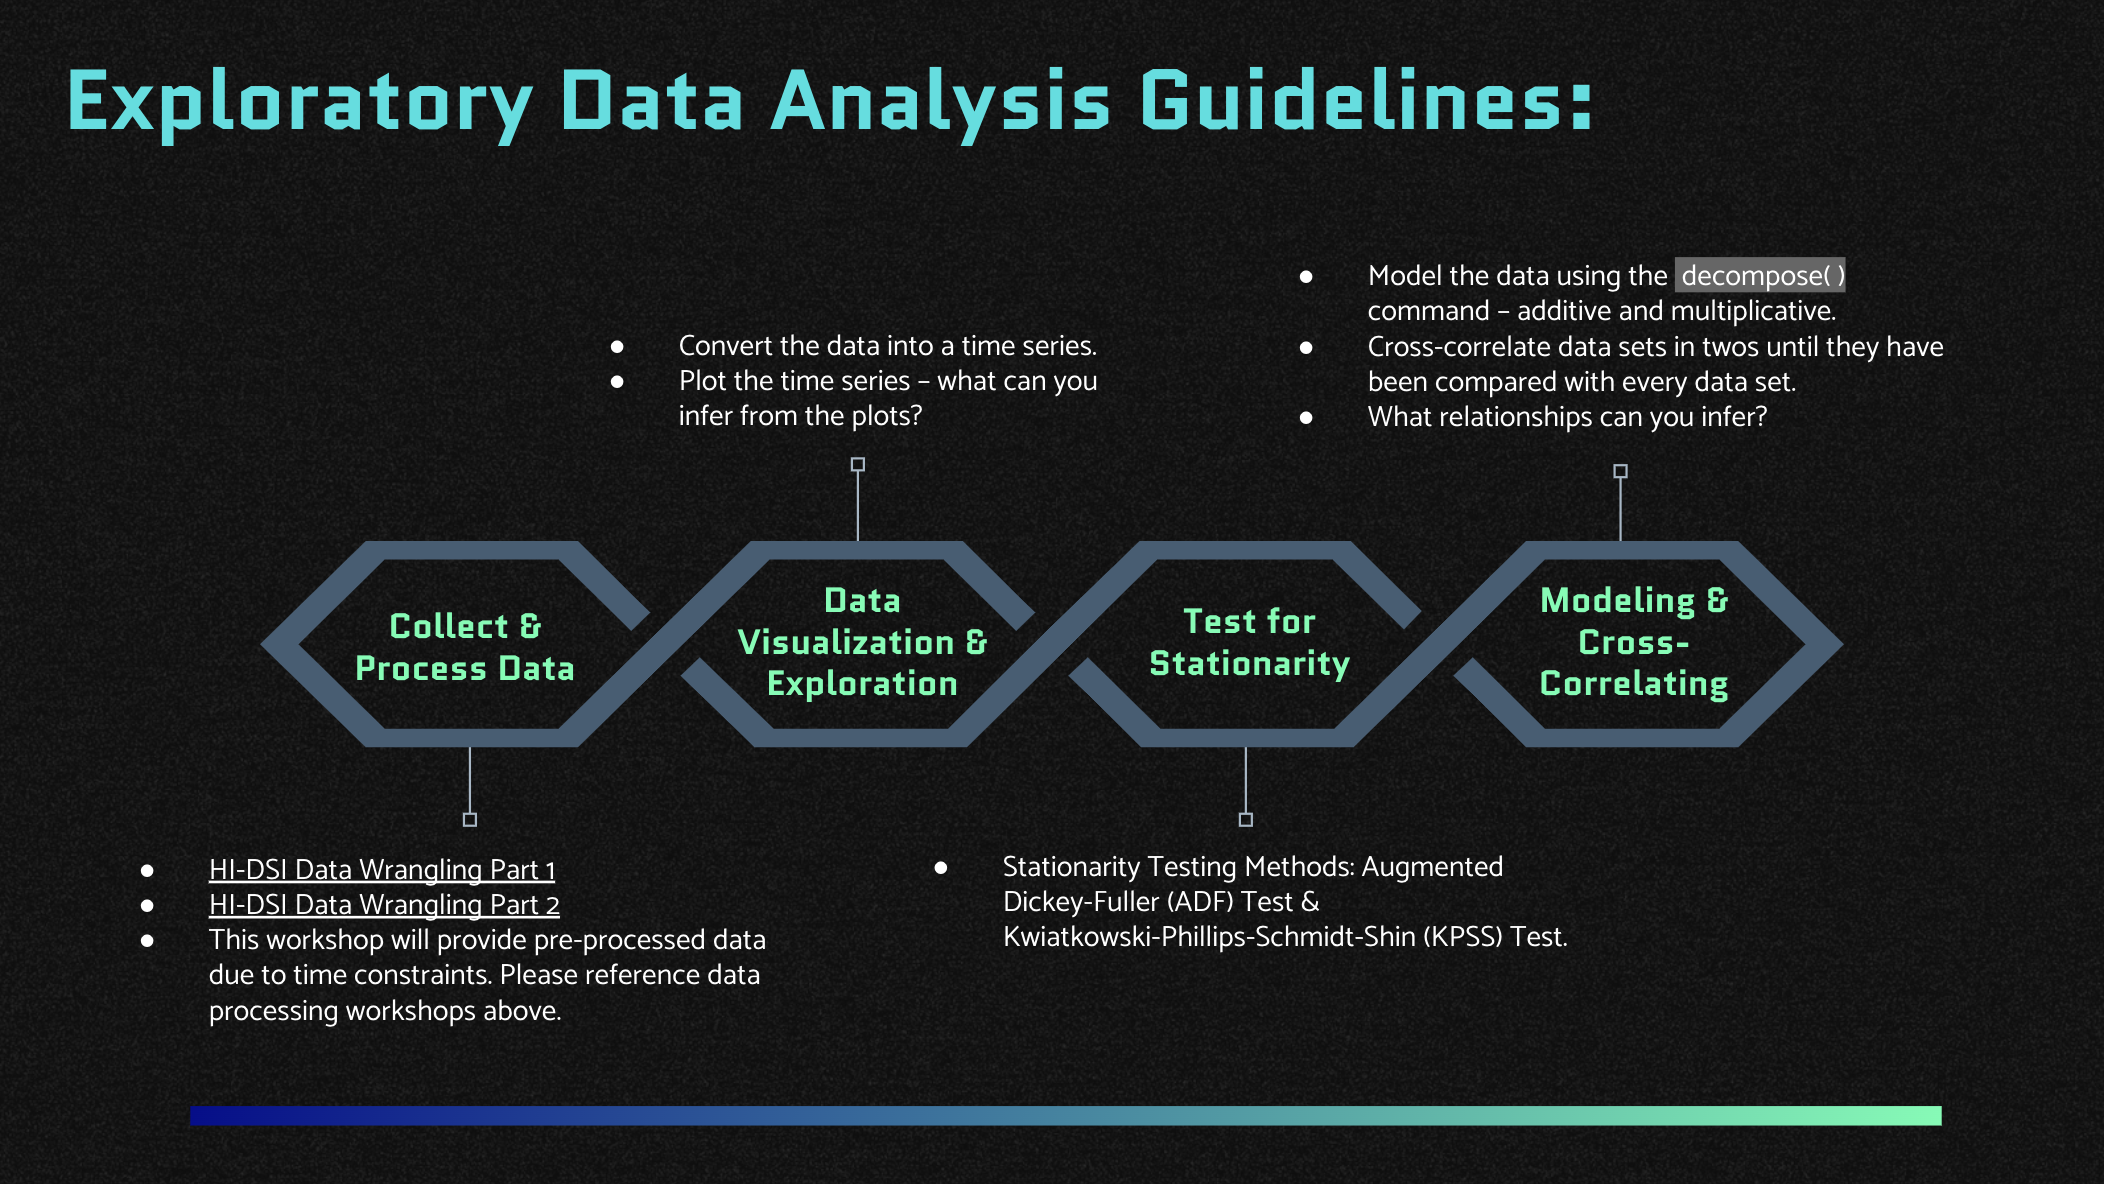 Exploratory Data Analysis Guidelines:
● Convert the data into a time series.
● Plot the time series – what can you
infer from the plots?
● Model the data using the decompose( )
command – additive and multiplicative.
● Cross-correlate data sets in twos until they have
been compared with every data set.
● What relationships can you infer?
Collect &
Process Data
Data
Visualization &
Exploration
Test for
Stationarity
Modeling &
Cross-
Correlating
● HI-DSI Data Wrangling Part 1
● HI-DSI Data Wrangling Part 2
● This workshop will provide pre-processed data
due to time constraints. Please reference data
processing workshops above.
● Stationarity Testing Methods: Augmented
Dickey-Fuller (ADF) Test &
Kwiatkowski-Phillips-Schmidt-Shin (KPSS) Test.